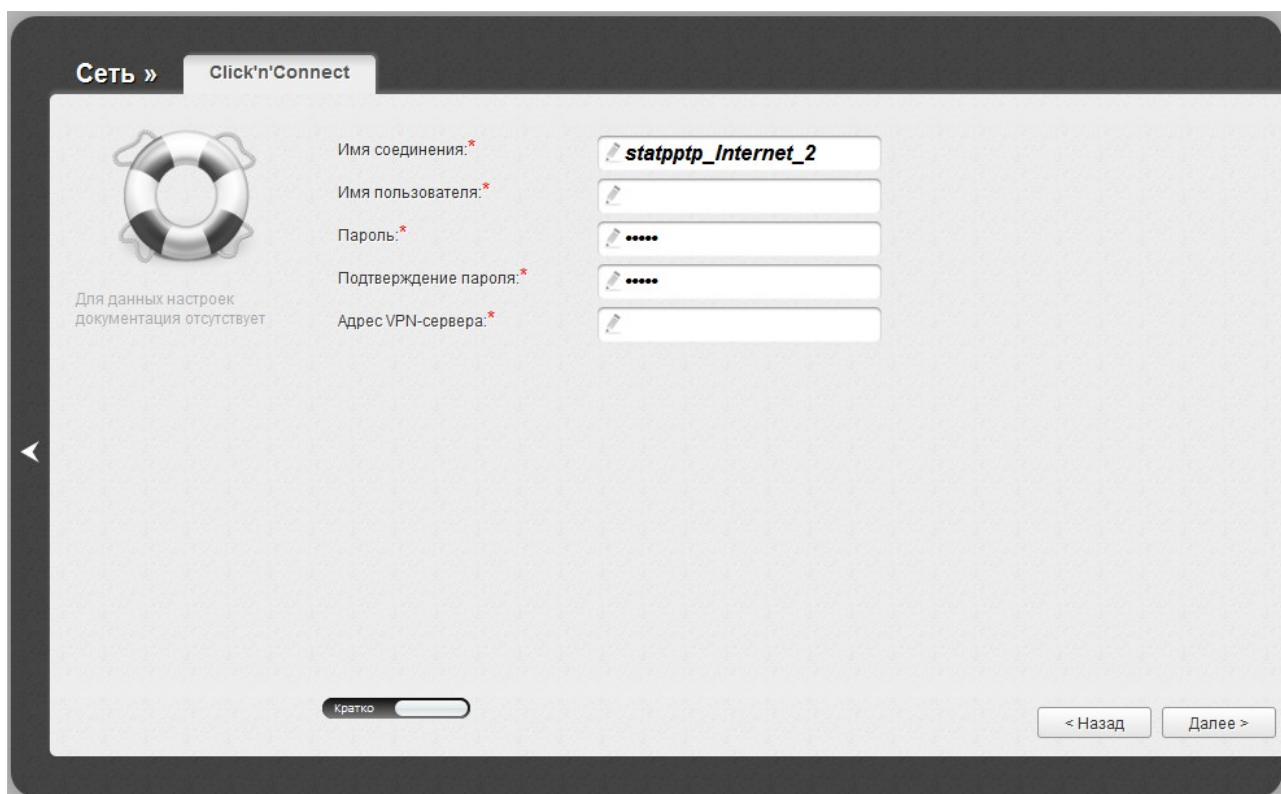 Сеть »
Click'n'Connect
Имя соединения:*
statpptp_Internet_2
Имя пользователя:*
Пароль:*
•••••
Подтверждение пароля:*
•••••
Адрес VPN-сервера:*
Для данных настроек
документация отсутствует
Кратко
< Назад
Далее >